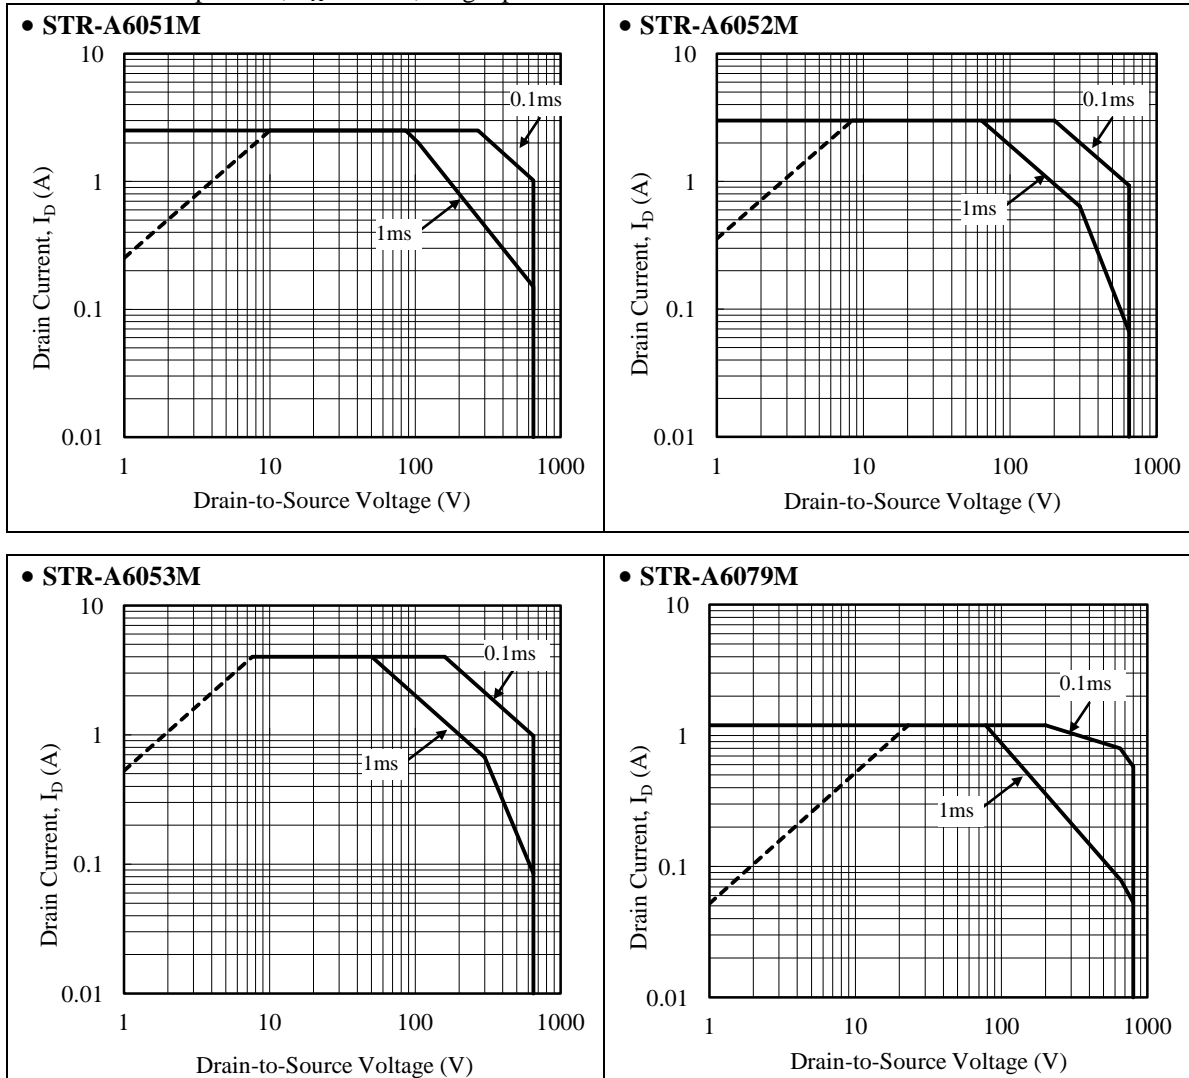 • STR-A6051M
10
1
0.1
0.01
1 10 100 1000
0.1ms
1ms
Drain Current, I_D (A)
Drain-to-Source Voltage (V)
• STR-A6052M
10
1
0.1
0.01
1 10 100 1000
0.1ms
1ms
Drain Current, I_D (A)
Drain-to-Source Voltage (V)
• STR-A6053M
10
1
0.1
0.01
1 10 100 1000
0.1ms
1ms
Drain Current, I_D (A)
Drain-to-Source Voltage (V)
• STR-A6079M
10
1
0.1
0.01
1 10 100 1000
0.1ms
1ms
Drain Current, I_D (A)
Drain-to-Source Voltage (V)